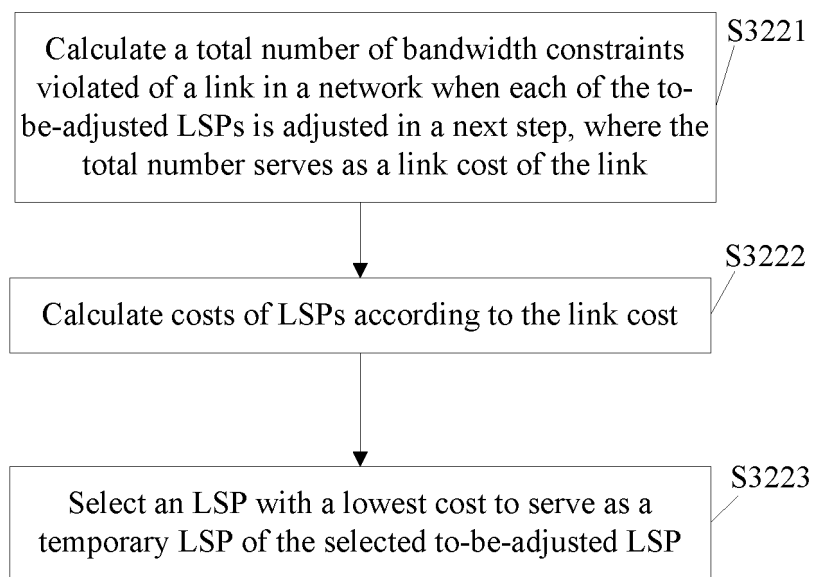 S3221
Calculate a total number of bandwidth constraints
violated of a link in a network when each of the to-
be-adjusted LSPs is adjusted in a next step, where the
total number serves as a link cost of the link
S3222
Calculate costs of LSPs according to the link cost
S3223
Select an LSP with a lowest cost to serve as a
temporary LSP of the selected to-be-adjusted LSP